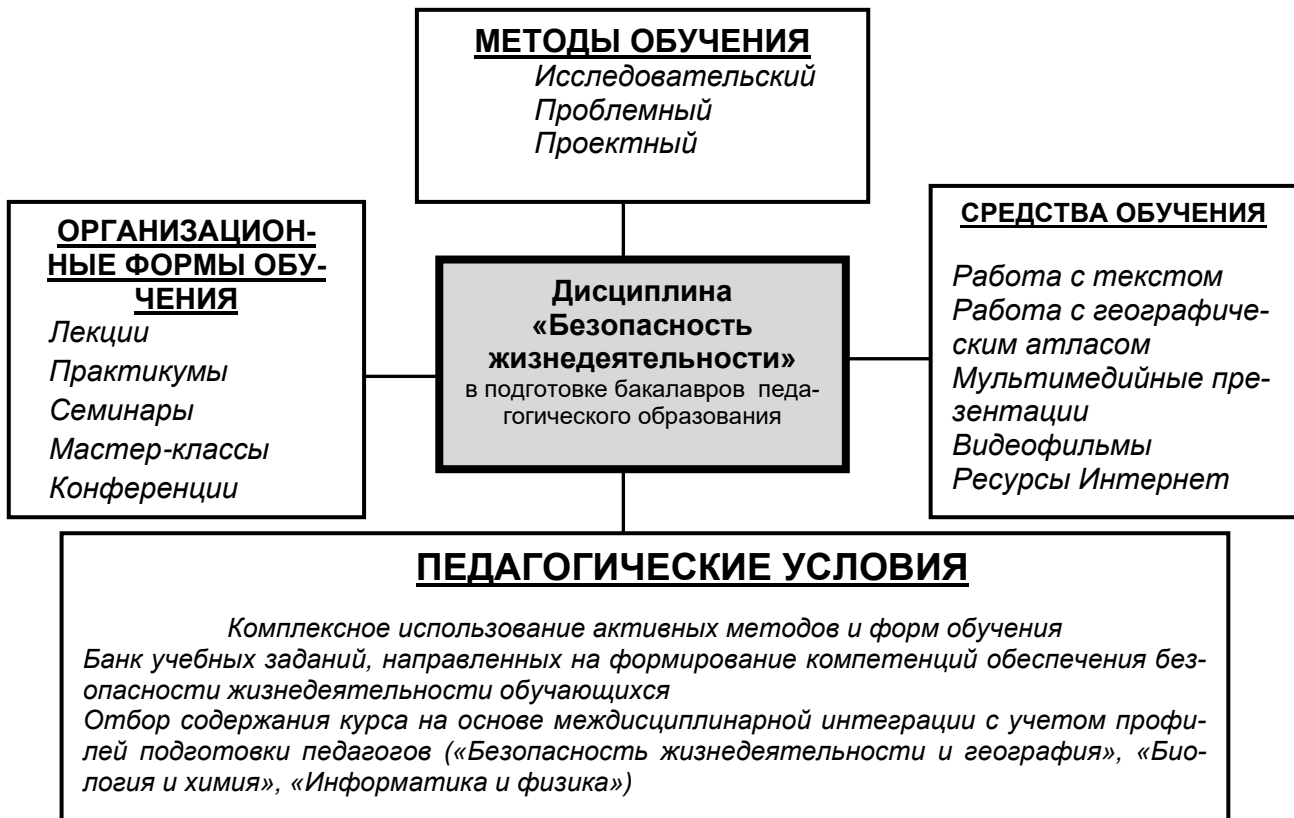 МЕТОДЫ ОБУЧЕНИЯ
Исследовательский
Проблемный
Проектный
ОРГАНИЗАЦИОН-
НЫЕ ФОРМЫ ОБУ-
ЧЕНИЯ
Лекции
Практикумы
Семинары
Мастер-классы
Конференции
Дисциплина
«Безопасность
жизнедеятельности»
в подготовке бакалавров педа-
гогического образования
СРЕДСТВА ОБУЧЕНИЯ
Работа с текстом
Работа с географиче-
ским атласом
Мультимедийные пре-
зентации
Видеофильмы
Ресурсы Интернет
ПЕДАГОГИЧЕСКИЕ УСЛОВИЯ
Комплексное использование активных методов и форм обучения
Банк учебных заданий, направленных на формирование компетенций обеспечения без-
опасности жизнедеятельности обучающихся
Отбор содержания курса на основе междисциплинарной интеграции с учетом профи-
лей подготовки педагогов («Безопасность жизнедеятельности и география», «Био-
логия и химия», «Информатика и физика»)